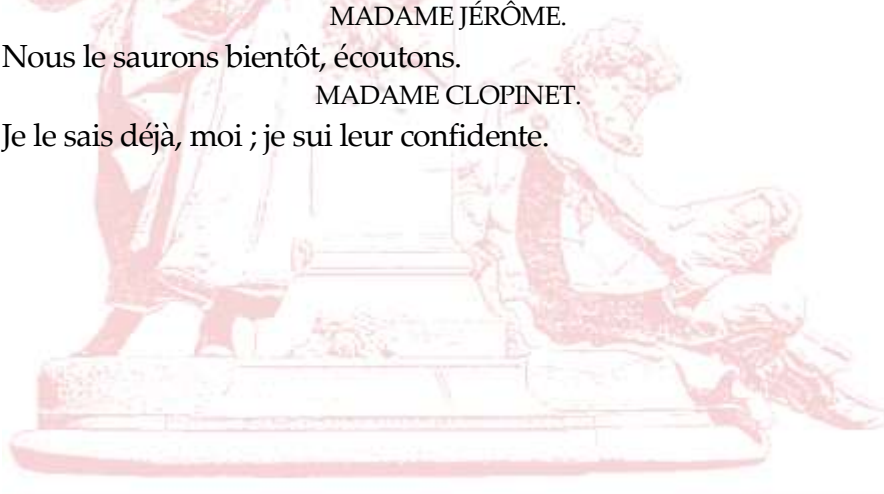 MADAME JÉRÔME.
Nous le saurons bientôt, écoutons.
MADAME CLOPINET.
Je le sais déjà, moi ; je sui leur confidente.